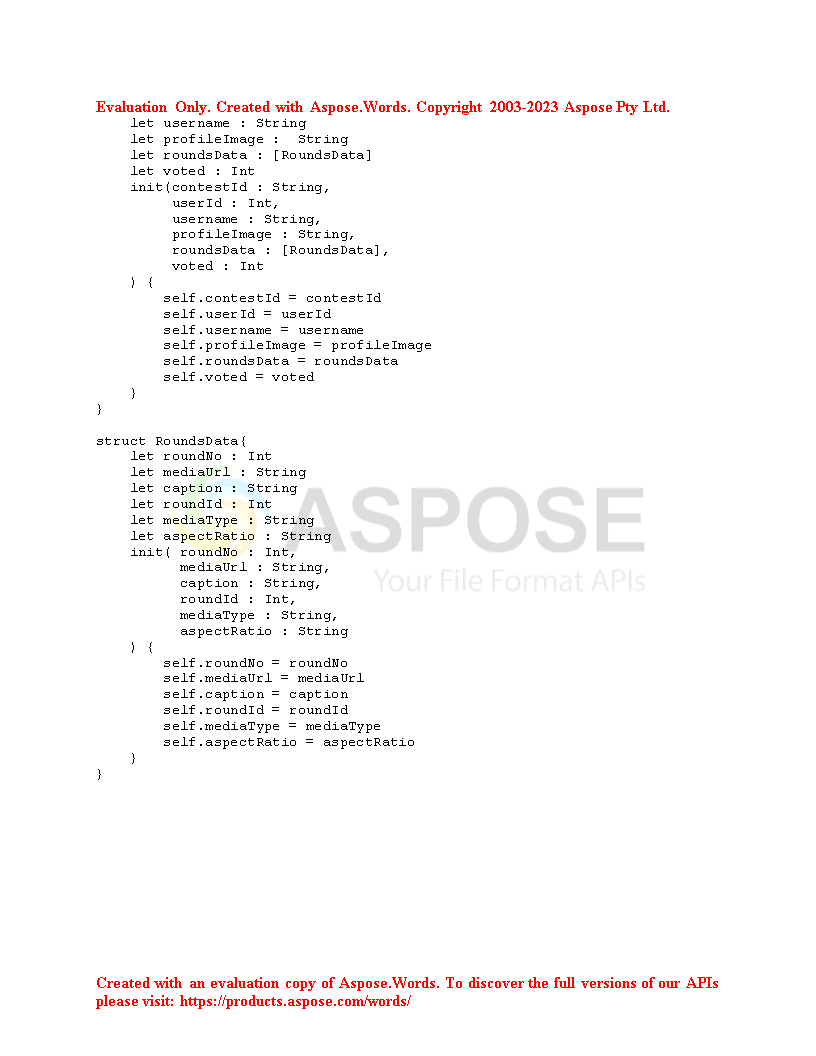 Evaluation Only. Created with Aspose.Words. Copyright 2003-2023 Aspose Pty Ltd.
    let username : String
    let profileImage :  String
    let roundsData : [RoundsData]
    let voted : Int
    init(contestId : String,
         userId : Int,
         username : String,
         profileImage : String,
         roundsData : [RoundsData],
         voted : Int
    ) {
        self.contestId = contestId
        self.userId = userId
        self.username = username
        self.profileImage = profileImage
        self.roundsData = roundsData
        self.voted = voted
    }
}

struct RoundsData{
    let roundNo : Int
    let mediaUrl : String
    let caption : String
    let roundId : Int
    let mediaType : String
    let aspectRatio : String
    init( roundNo : Int,
          mediaUrl : String,
          caption : String,
          roundId : Int,
          mediaType : String,
          aspectRatio : String
    ) {
        self.roundNo = roundNo
        self.mediaUrl = mediaUrl
        self.caption = caption
        self.roundId = roundId
        self.mediaType = mediaType
        self.aspectRatio = aspectRatio
    }
}
ASPOSE
Your File Format APIs
Created with an evaluation copy of Aspose.Words. To discover the full versions of our APIs
please visit: https://products.aspose.com/words/